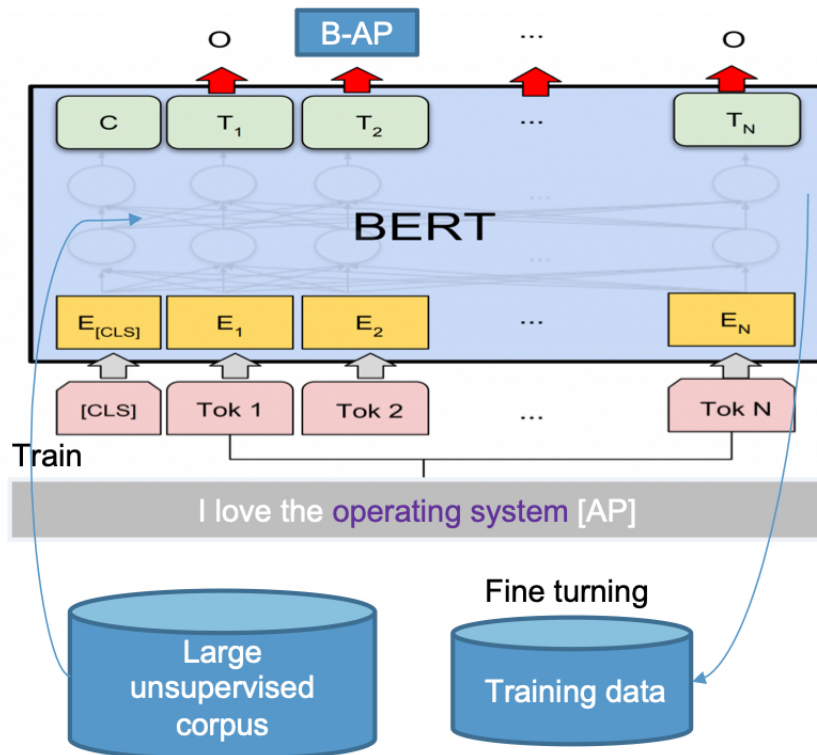 O B-AP ... O
C T1 T2 ... TN
...
BERT
...
E[CLS] E1 E2 ... EN
[CLS] Tok 1 Tok 2 ... Tok N
Train
I love the operating system [AP]
Fine turning
Large
unsupervised
corpus
Training data